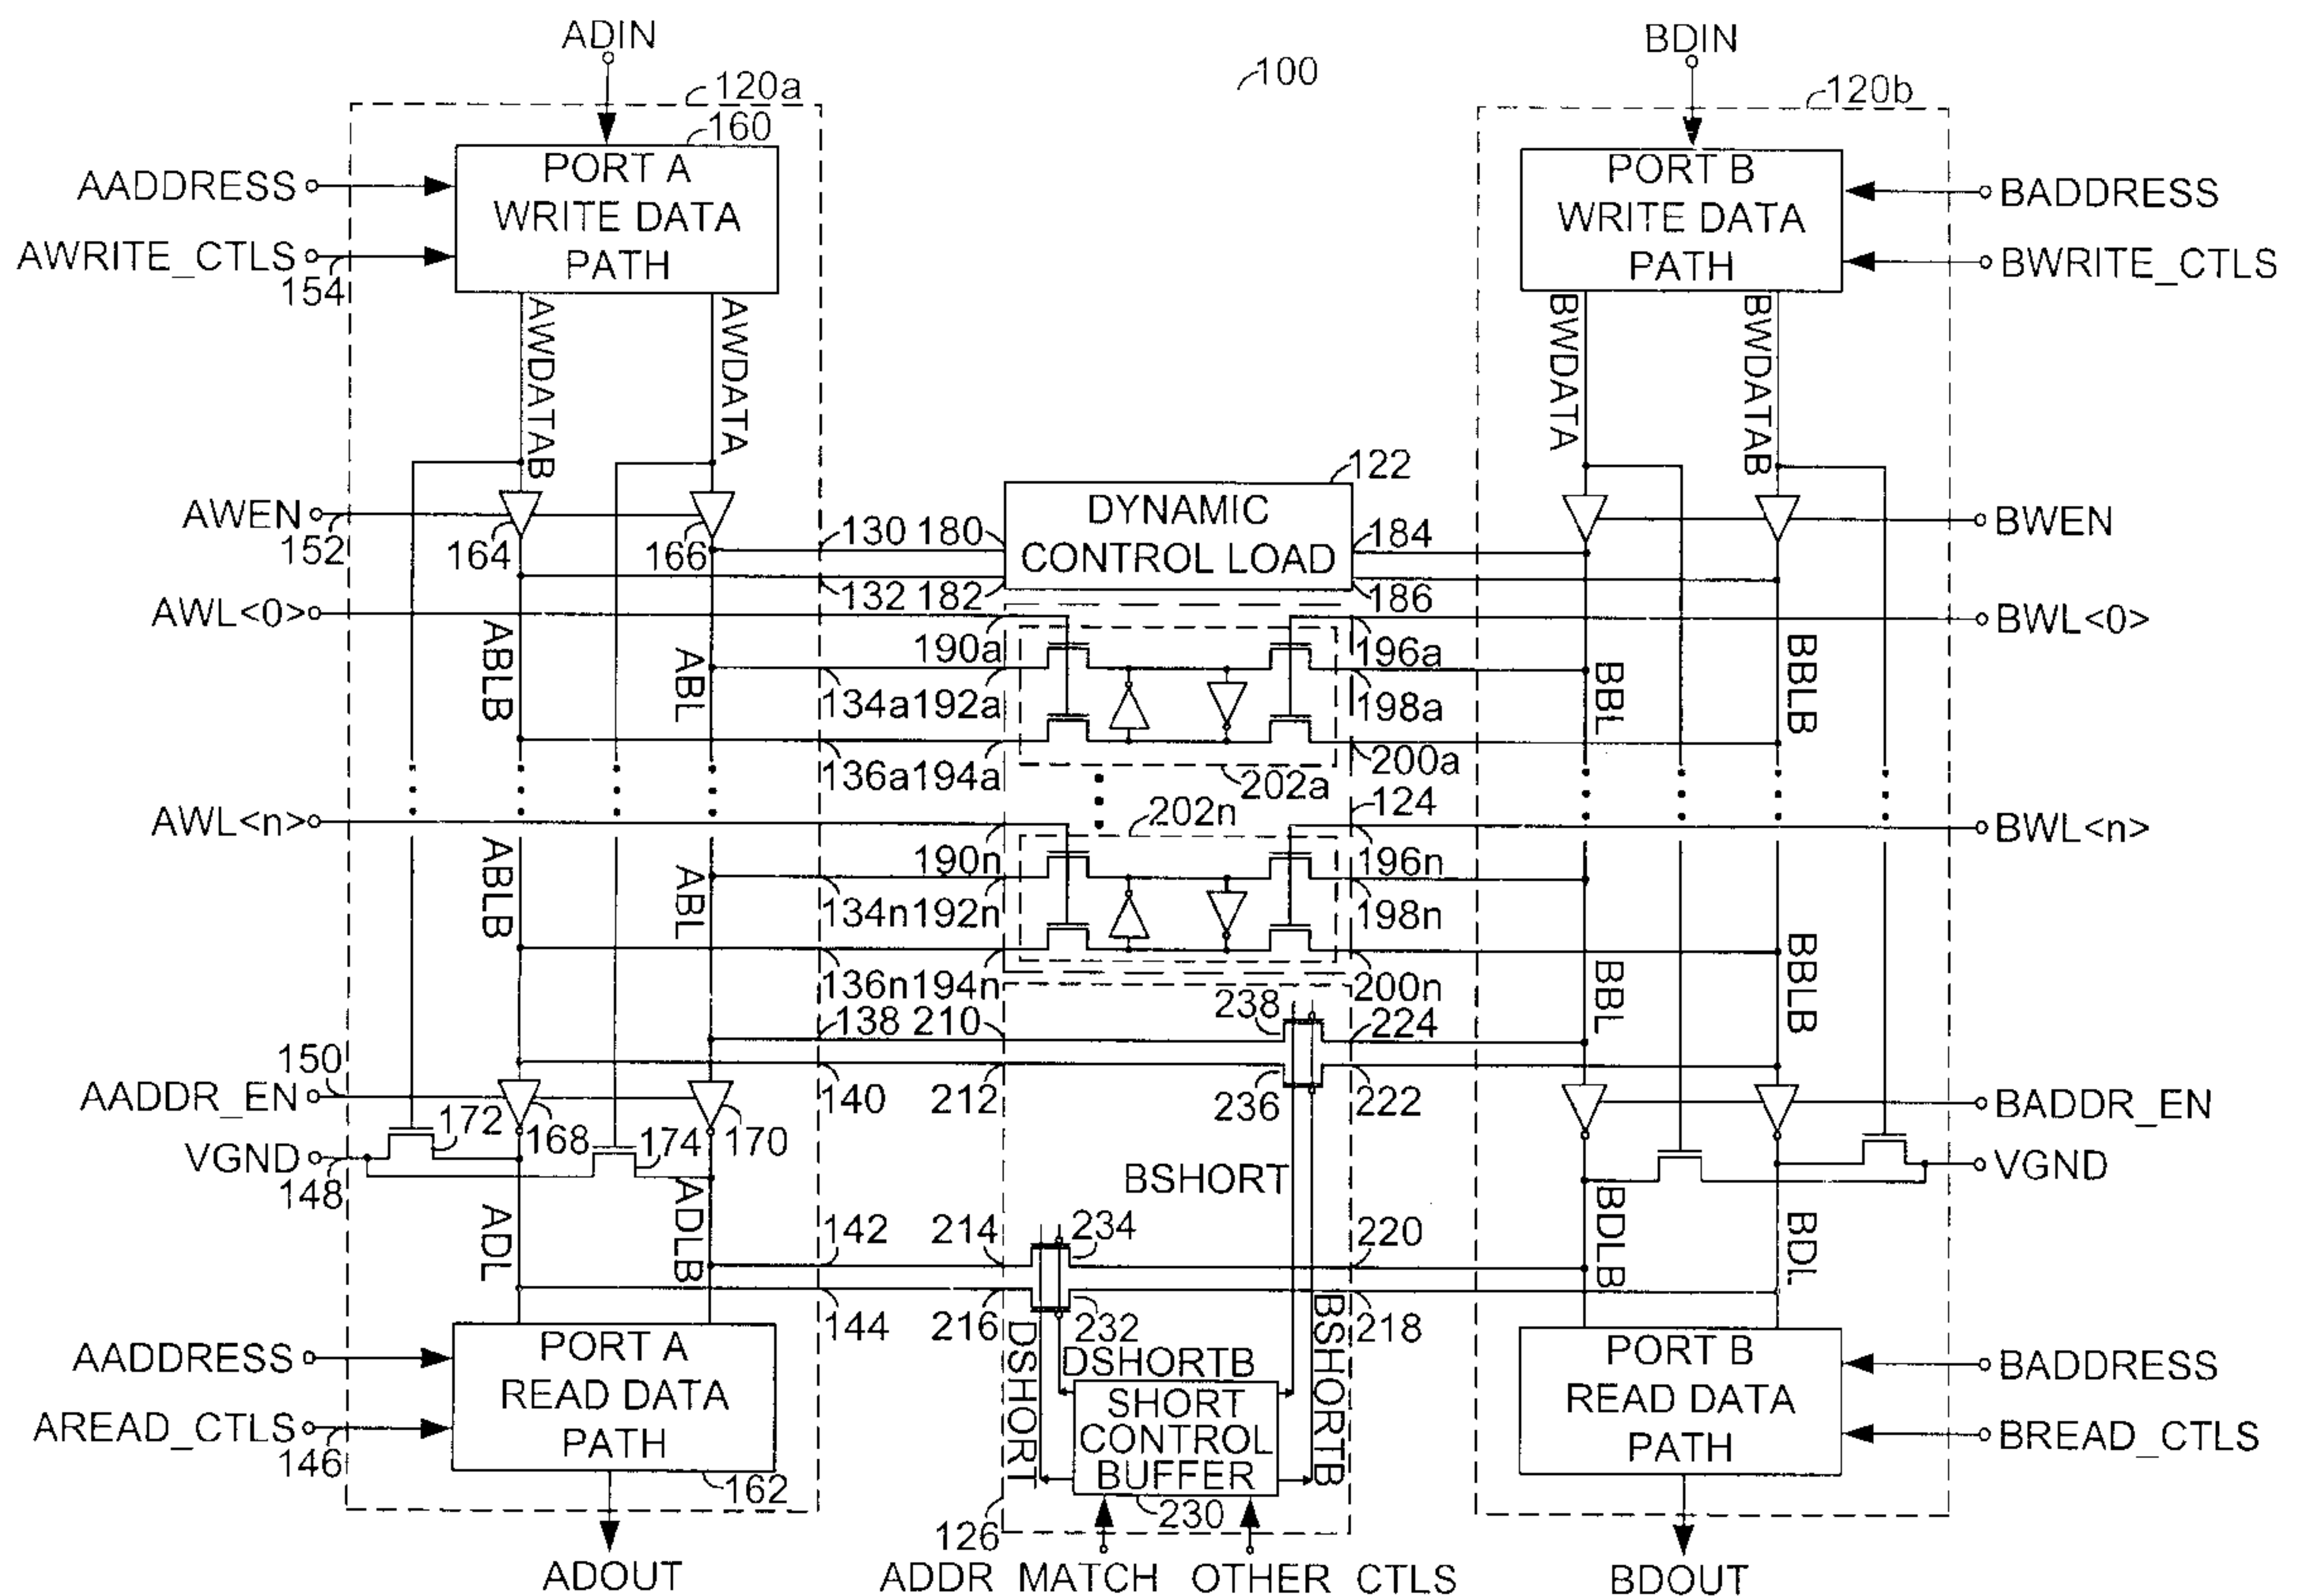 ADIN
BDIN
100
120a
120b
160
PORT A
WRITE DATA
PATH
PORT B
WRITE DATA
PATH
AADDRESS
BADDRESS
AWRITE_CTLS
154
BWRITE_CTLS
AWDATAB
AWDATA
BWDATA
BWDATAB
122
DYNAMIC
CONTROL LOAD
AWEN
152
164
166
130
180
184
BWEN
132
182
186
AWL<0>
BWL<0>
ABLB
ABL
190a
196a
BBL
BBLB
134a
192a
198a
136a
194a
200a
202a
AWL<n>
202n
124
BWL<n>
ABLB
ABL
190n
196n
134n
192n
198n
136n
194n
200n
BBL
BBLB
138
210
238
224
150
AADDR_EN
140
212
236
222
BADDR_EN
172
168
174
170
VGND
148
VGND
BSHORT
ADL
ADLB
BDLB
BDL
142
214
234
220
144
216
232
218
DSHORT
DSHORTB
BSHORTB
PORT A
READ DATA
PATH
SHORT
CONTROL
BUFFER
PORT B
READ DATA
PATH
AADDRESS
BADDRESS
AREAD_CTLS
146
BREAD_CTLS
162
126
230
ADOUT
ADDR MATCH
OTHER CTLS
BDOUT